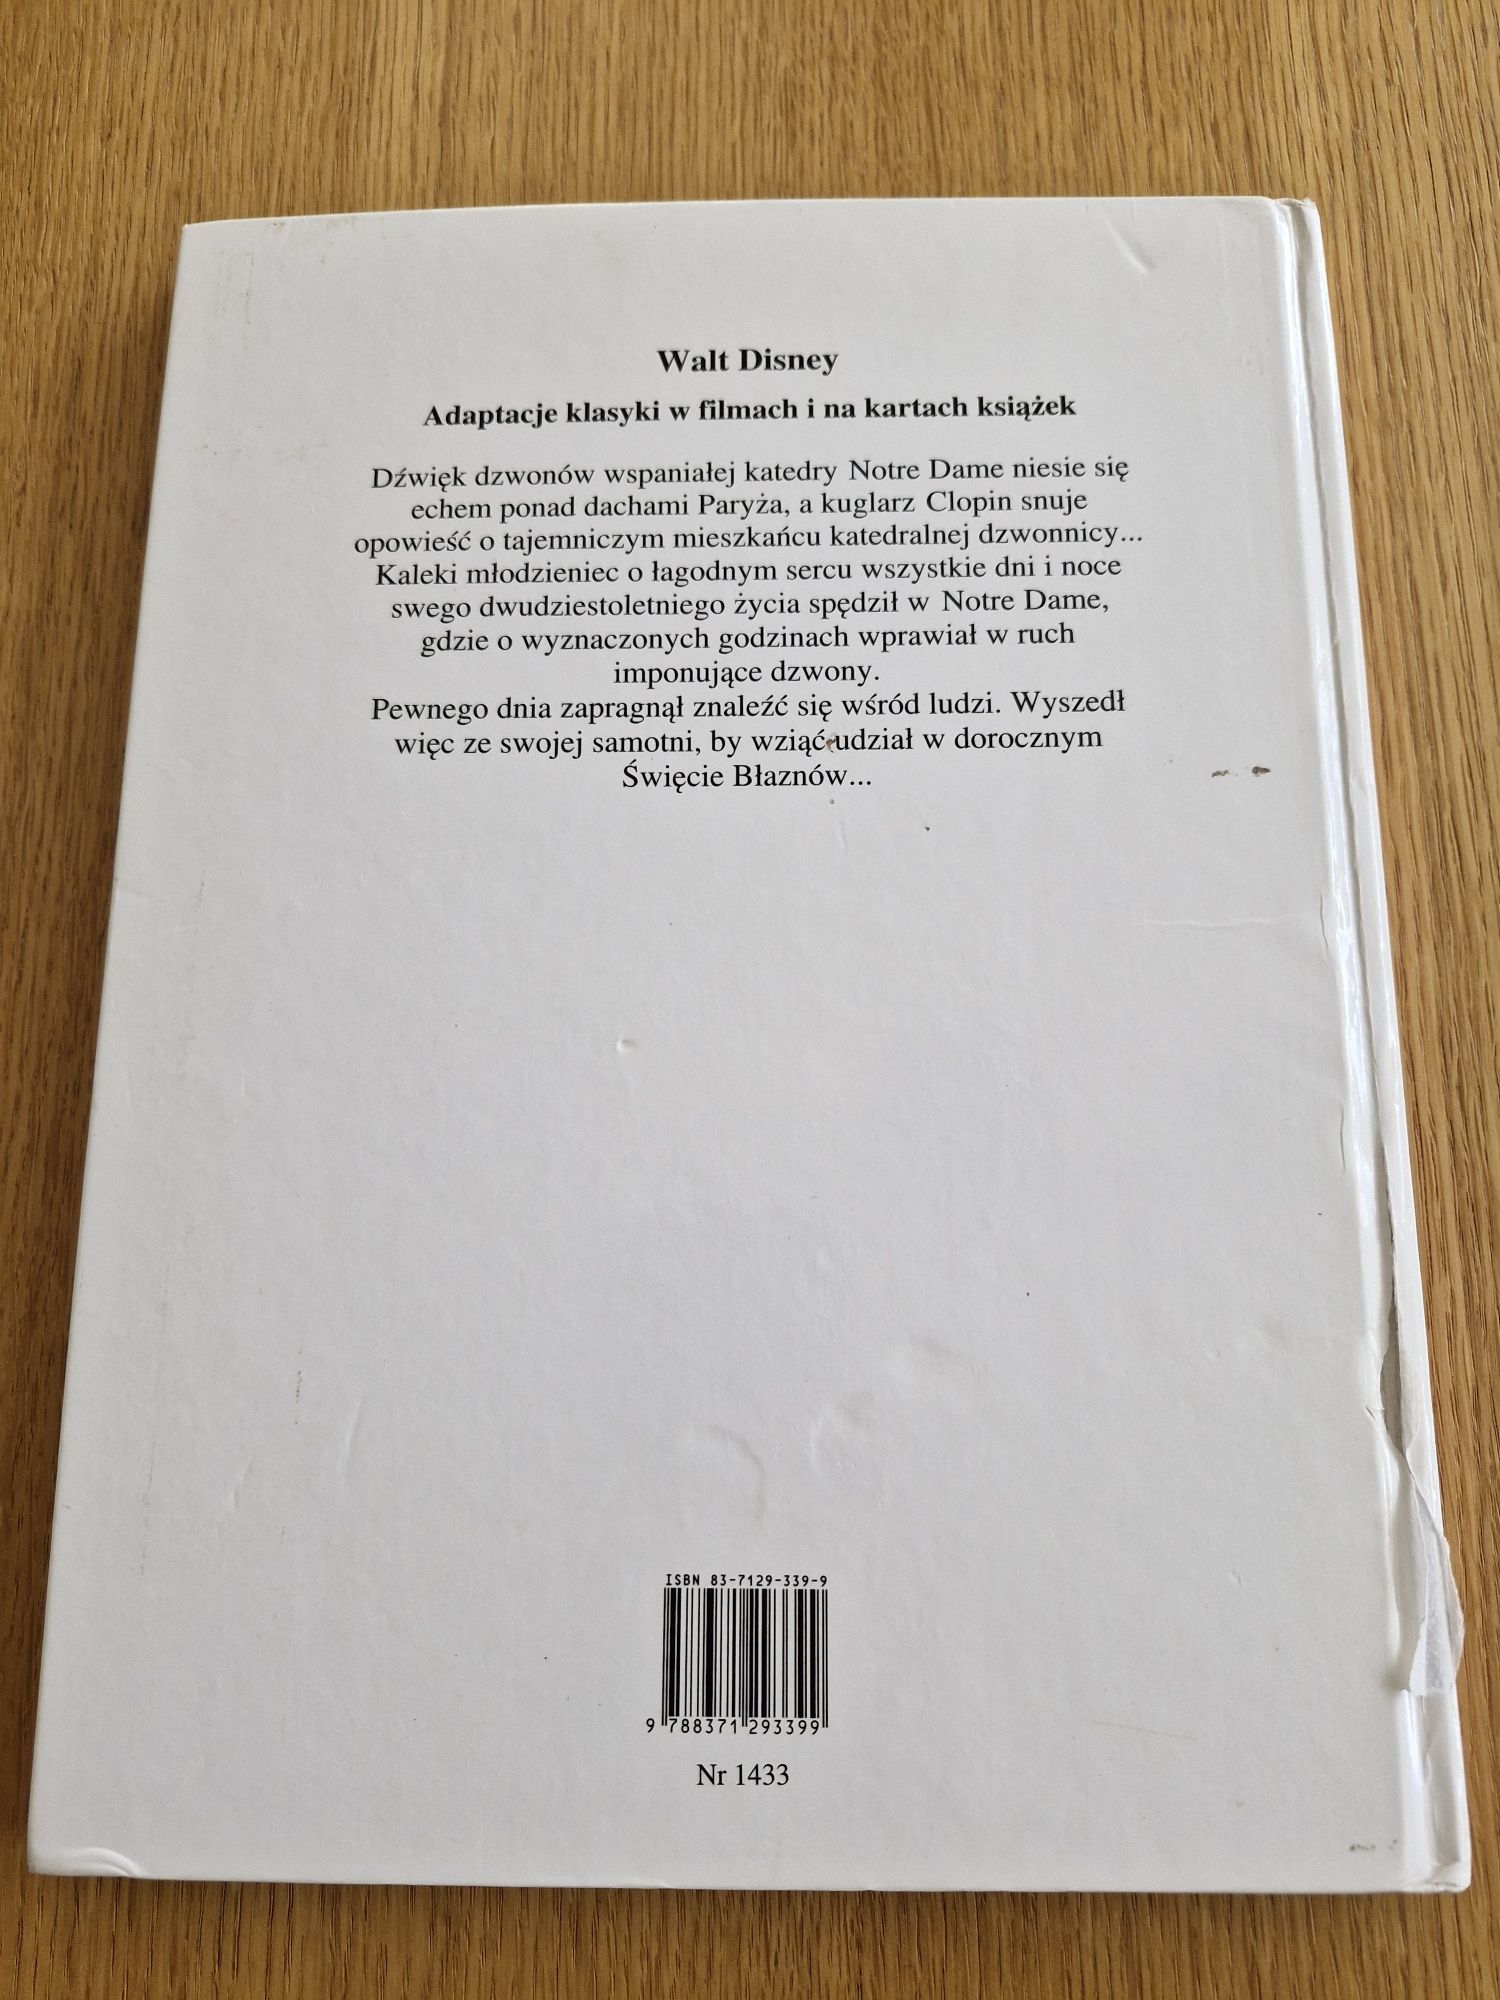 Walt Disney
Adaptacje klasyki w filmach i na kartach książek
Dźwięk dzwonów wspaniałej katedry Notre Dame niesie się
echem ponad dachami Paryża, a kuglarz Clopin snuje
opowieść o tajemniczym mieszkańcu katedralnej dzwonnicy...
Kaleki młodzieniec o łagodnym sercu wszystkie dni i noce
swego dwudziestoletniego życia spędził w Notre Dame,
gdzie o wyznaczonych godzinach wprawiał w ruch
imponujące dzwony.
Pewnego dnia zapragnął znaleźć się wśród ludzi. Wyszedł
więc ze swojej samotni, by wziąć udział w dorocznym
Święcie Błaznów...
ISBN 83-7129-339-9
9 788371 293399
Nr 1433